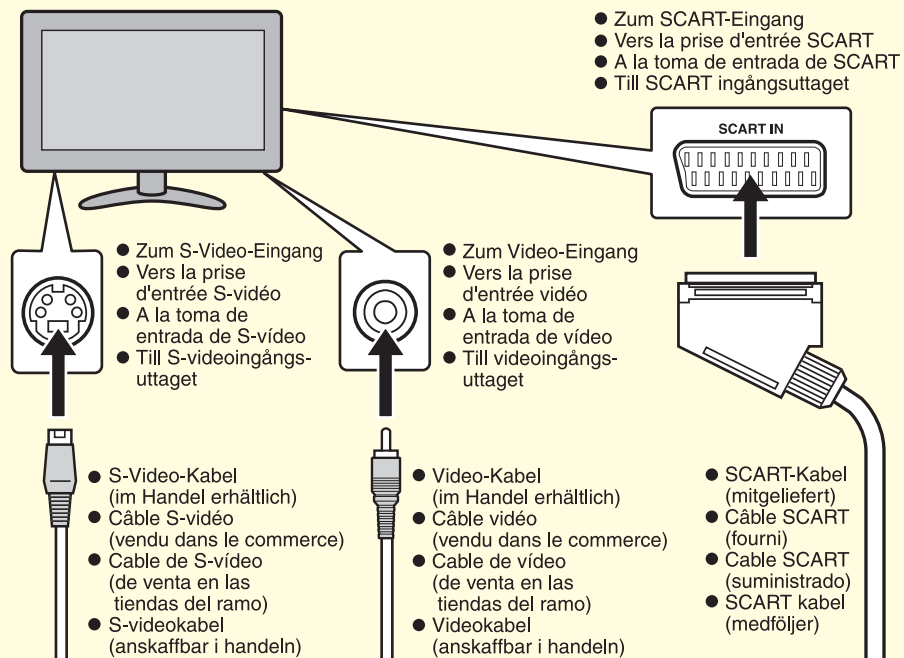 ● Zum SCART-Eingang
● Vers la prise d'entrée SCART
● A la toma de entrada de SCART
● Till SCART ingångsuttaget
SCART IN
● Zum S-Video-Eingang
● Vers la prise
d'entrée S-vidéo
● A la toma de
entrada de S-vídeo
● Till S-videoingångs-
uttaget
● Zum Video-Eingang
● Vers la prise
d'entrée vidéo
● A la toma de
entrada de vídeo
● Till videoingångs-
uttaget
● S-Video-Kabel
(im Handel erhältlich)
● Câble S-vidéo
(vendu dans le commerce)
● Cable de S-vídeo
(de venta en las
tiendas del ramo)
● S-videokabel
(anskaffbar i handeln)
● Video-Kabel
(im Handel erhältlich)
● Câble vidéo
(vendu dans le commerce)
● Cable de vídeo
(de venta en las
tiendas del ramo)
● Videokabel
(anskaffbar i handeln)
● SCART-Kabel
(mitgeliefert)
● Câble SCART
(fourni)
● Cable SCART
(suministrado)
● SCART kabel
(medföljer)